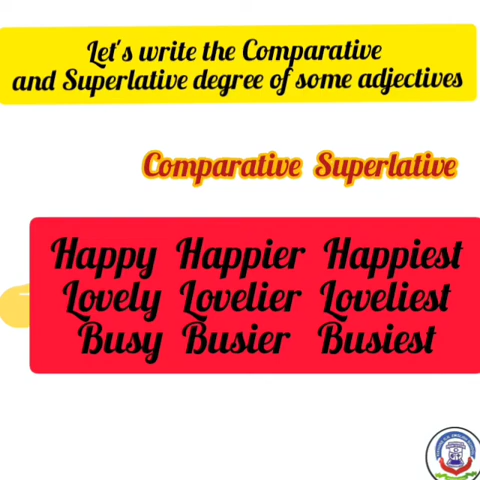 Let's write the Comparative
and Superlative degree of some adjectives
Comparative Superlative
Happy Happier Happiest
Lovely Lovelier Loveliest
Busy Busier Busiest